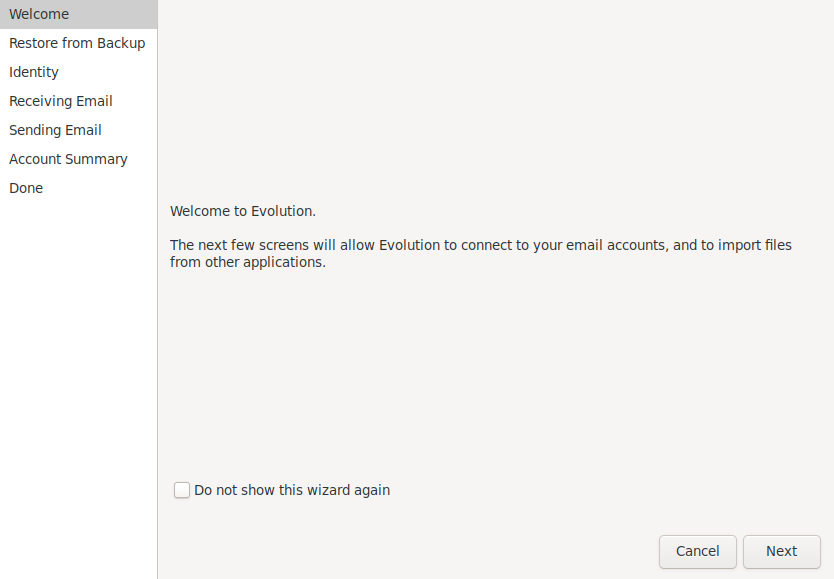 Welcome
Restore from Backup
Identity
Receiving Email
Sending Email
Account Summary
Done
Welcome to Evolution.
The next few screens will allow Evolution to connect to your email accounts, and to import files
from other applications.
Do not show this wizard again
Cancel
Next